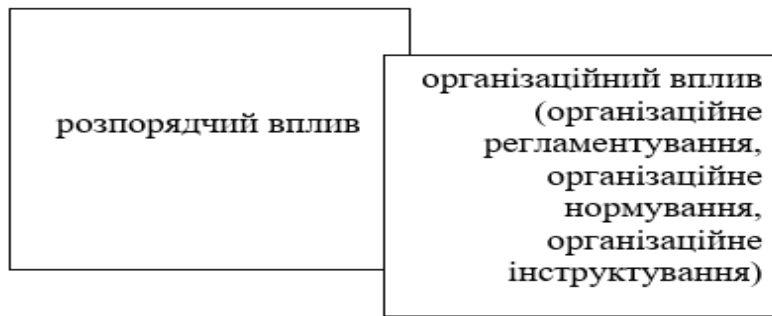 розпорядчий вплив
організаційний вплив
(організаційне
регламентування,
організаційне
нормування,
організаційне
інструктування)